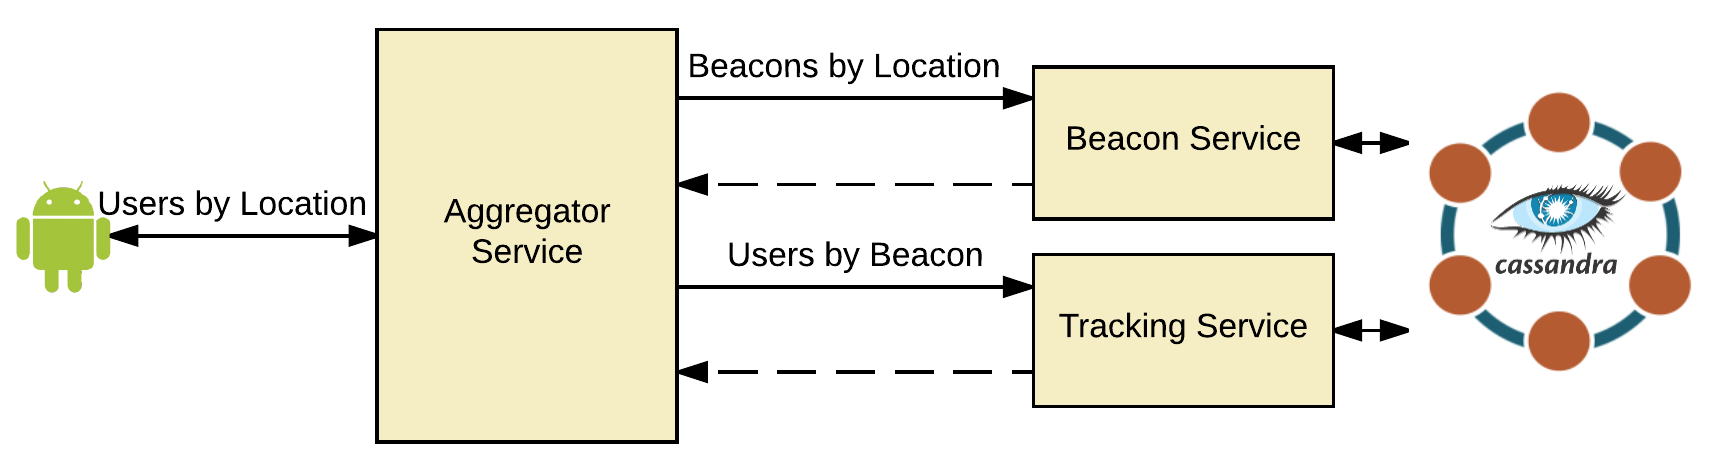 Users by Location
Aggregator
Service
Beacons by Location
Users by Beacon
Beacon Service
Tracking Service
cassandra